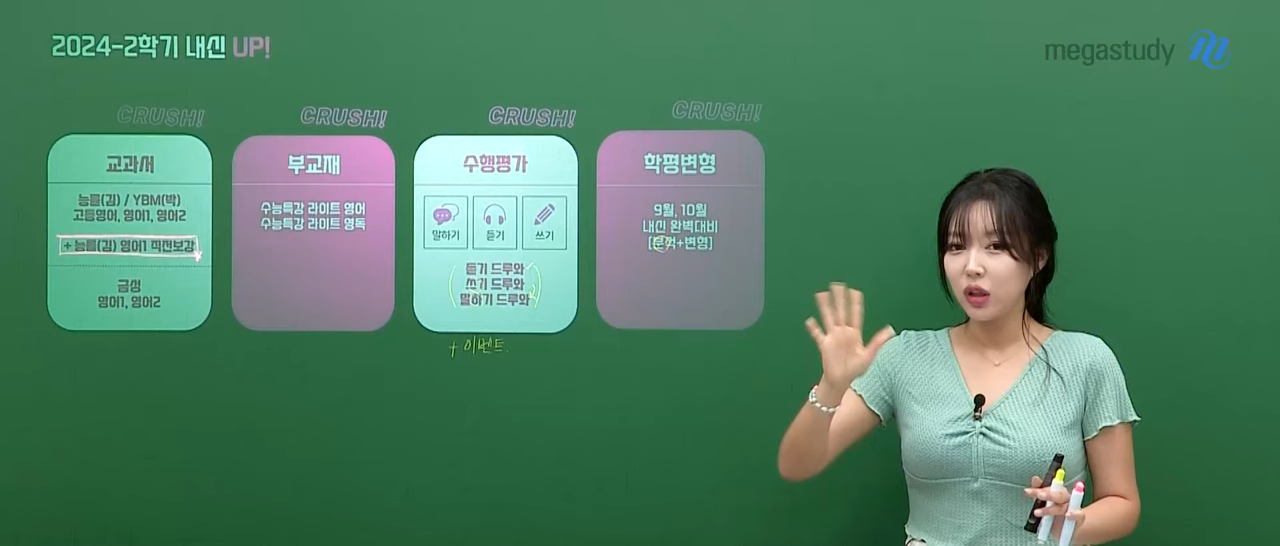 2024-2학기 내신 UP!
megastudy
CRUSH!
교과서
능률(김) / YBM(박)
고등영어, 영어1, 영어2
+ 능률(김) 영어1 직전보강
금성
영어1, 영어2
CRUSH!
부교재
수능특강 라이트 영어
수능특강 라이트 영독
CRUSH!
수행평가
말하기
듣기
쓰기
듣기 드루와
쓰기 드루와
말하기 드루와
+ 이벤트
CRUSH!
학평변형
9월, 10월
내신 완벽대비
[분석+변형]